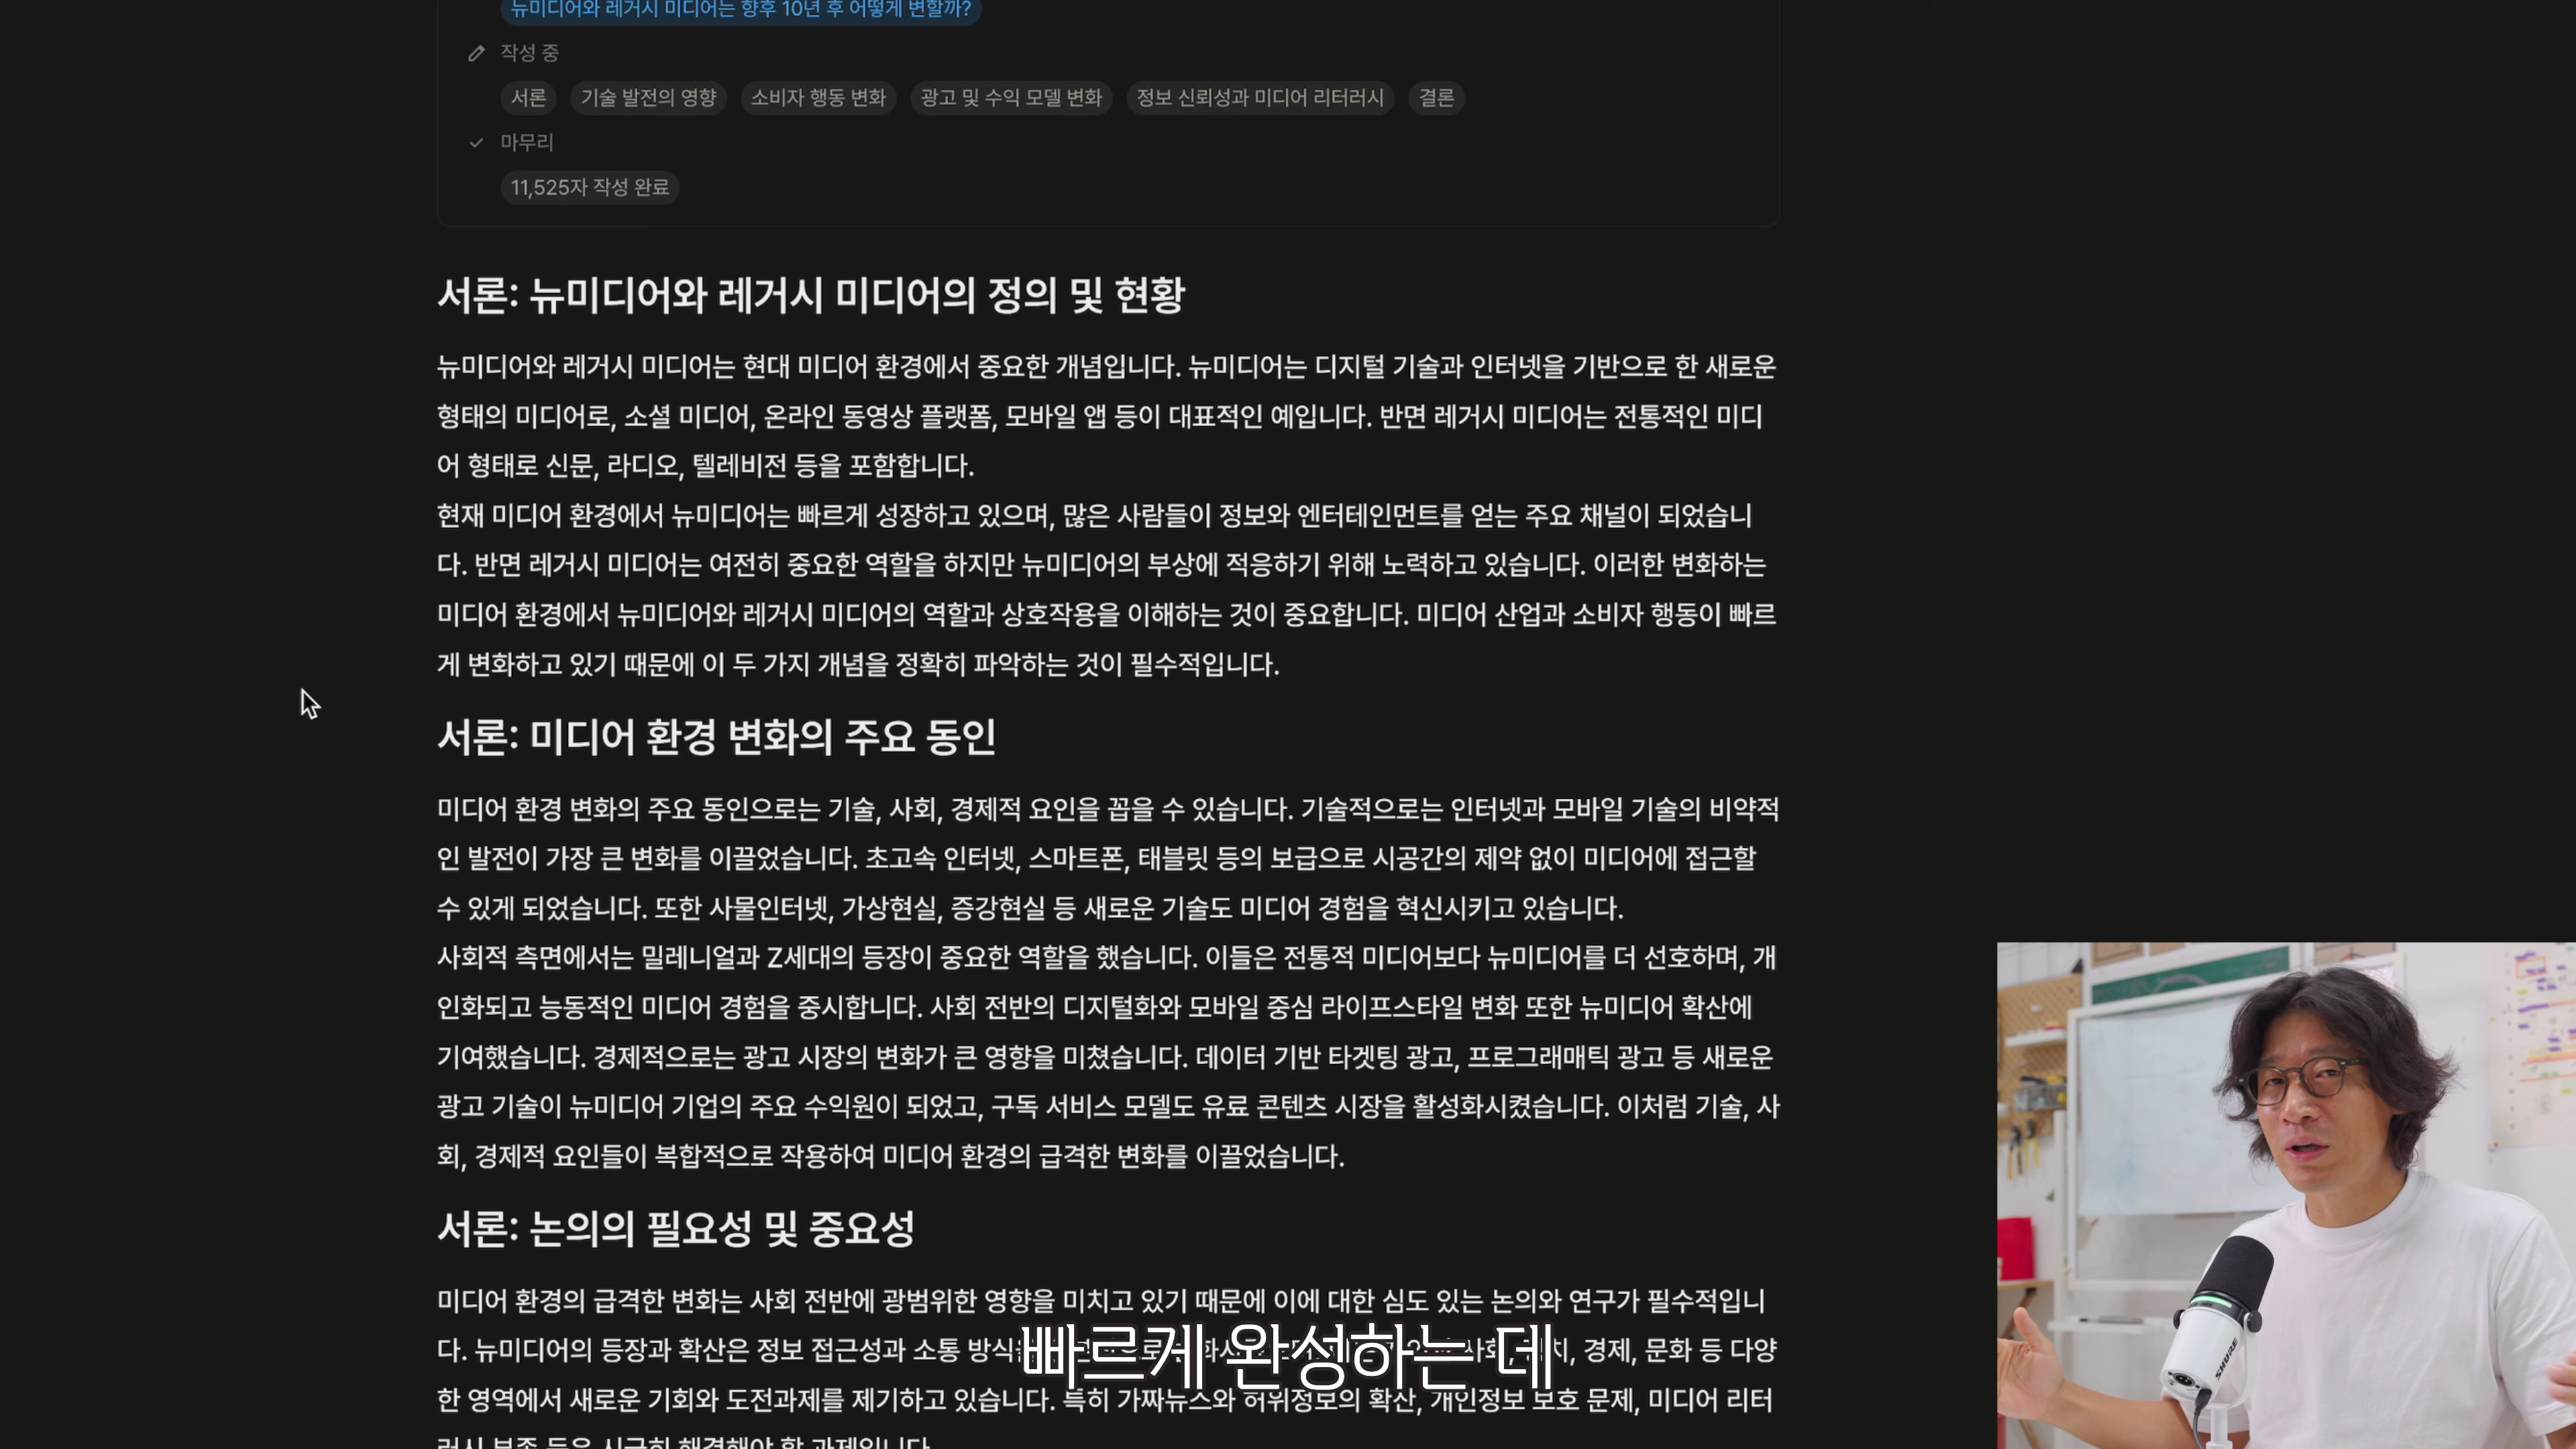 뉴미디어와 레거시 미디어는 향후 10년 후 어떻게 변할까?
작성 중
서론 기술 발전의 영향 소비자 행동 변화 광고 및 수익 모델 변화 정보 신뢰성과 미디어 리터러시 결론
마무리
11,525자 작성 완료
서론: 뉴미디어와 레거시 미디어의 정의 및 현황
뉴미디어와 레거시 미디어는 현대 미디어 환경에서 중요한 개념입니다. 뉴미디어는 디지털 기술과 인터넷을 기반으로 한 새로운
형태의 미디어로, 소셜 미디어, 온라인 동영상 플랫폼, 모바일 앱 등이 대표적인 예입니다. 반면 레거시 미디어는 전통적인 미디
어 형태로 신문, 라디오, 텔레비전 등을 포함합니다.
현재 미디어 환경에서 뉴미디어는 빠르게 성장하고 있으며, 많은 사람들이 정보와 엔터테인먼트를 얻는 주요 채널이 되었습니
다. 반면 레거시 미디어는 여전히 중요한 역할을 하지만 뉴미디어의 부상에 적응하기 위해 노력하고 있습니다. 이러한 변화하는
미디어 환경에서 뉴미디어와 레거시 미디어의 역할과 상호작용을 이해하는 것이 중요합니다. 미디어 산업과 소비자 행동이 빠르
게 변화하고 있기 때문에 이 두 가지 개념을 정확히 파악하는 것이 필수적입니다.
서론: 미디어 환경 변화의 주요 동인
미디어 환경 변화의 주요 동인으로는 기술, 사회, 경제적 요인을 꼽을 수 있습니다. 기술적으로는 인터넷과 모바일 기술의 비약적
인 발전이 가장 큰 변화를 이끌었습니다. 초고속 인터넷, 스마트폰, 태블릿 등의 보급으로 시공간의 제약 없이 미디어에 접근할
수 있게 되었습니다. 또한 사물인터넷, 가상현실, 증강현실 등 새로운 기술도 미디어 경험을 혁신시키고 있습니다.
사회적 측면에서는 밀레니얼과 Z세대의 등장이 중요한 역할을 했습니다. 이들은 전통적 미디어보다 뉴미디어를 더 선호하며, 개
인화되고 능동적인 미디어 경험을 중시합니다. 사회 전반의 디지털화와 모바일 중심 라이프스타일 변화 또한 뉴미디어 확산에
기여했습니다. 경제적으로는 광고 시장의 변화가 큰 영향을 미쳤습니다. 데이터 기반 타겟팅 광고, 프로그래매틱 광고 등 새로운
광고 기술이 뉴미디어 기업의 주요 수익원이 되었고, 구독 서비스 모델도 유료 콘텐츠 시장을 활성화시켰습니다. 이처럼 기술, 사
회, 경제적 요인들이 복합적으로 작용하여 미디어 환경의 급격한 변화를 이끌었습니다.
서론: 논의의 필요성 및 중요성
미디어 환경의 급격한 변화는 사회 전반에 광범위한 영향을 미치고 있기 때문에 이에 대한 심도 있는 논의와 연구가 필수적입니
다. 뉴미디어의 등장과 확산은 정보 접근성과 소통 방식 경제, 문화 등 다양
빠르게 완성하는 데
한 영역에서 새로운 기회와 도전과제를 제기하고 있습니다. 특히 가짜뉴스와 허위정보의 확산, 개인정보 보호 문제, 미디어 리터
SHURE